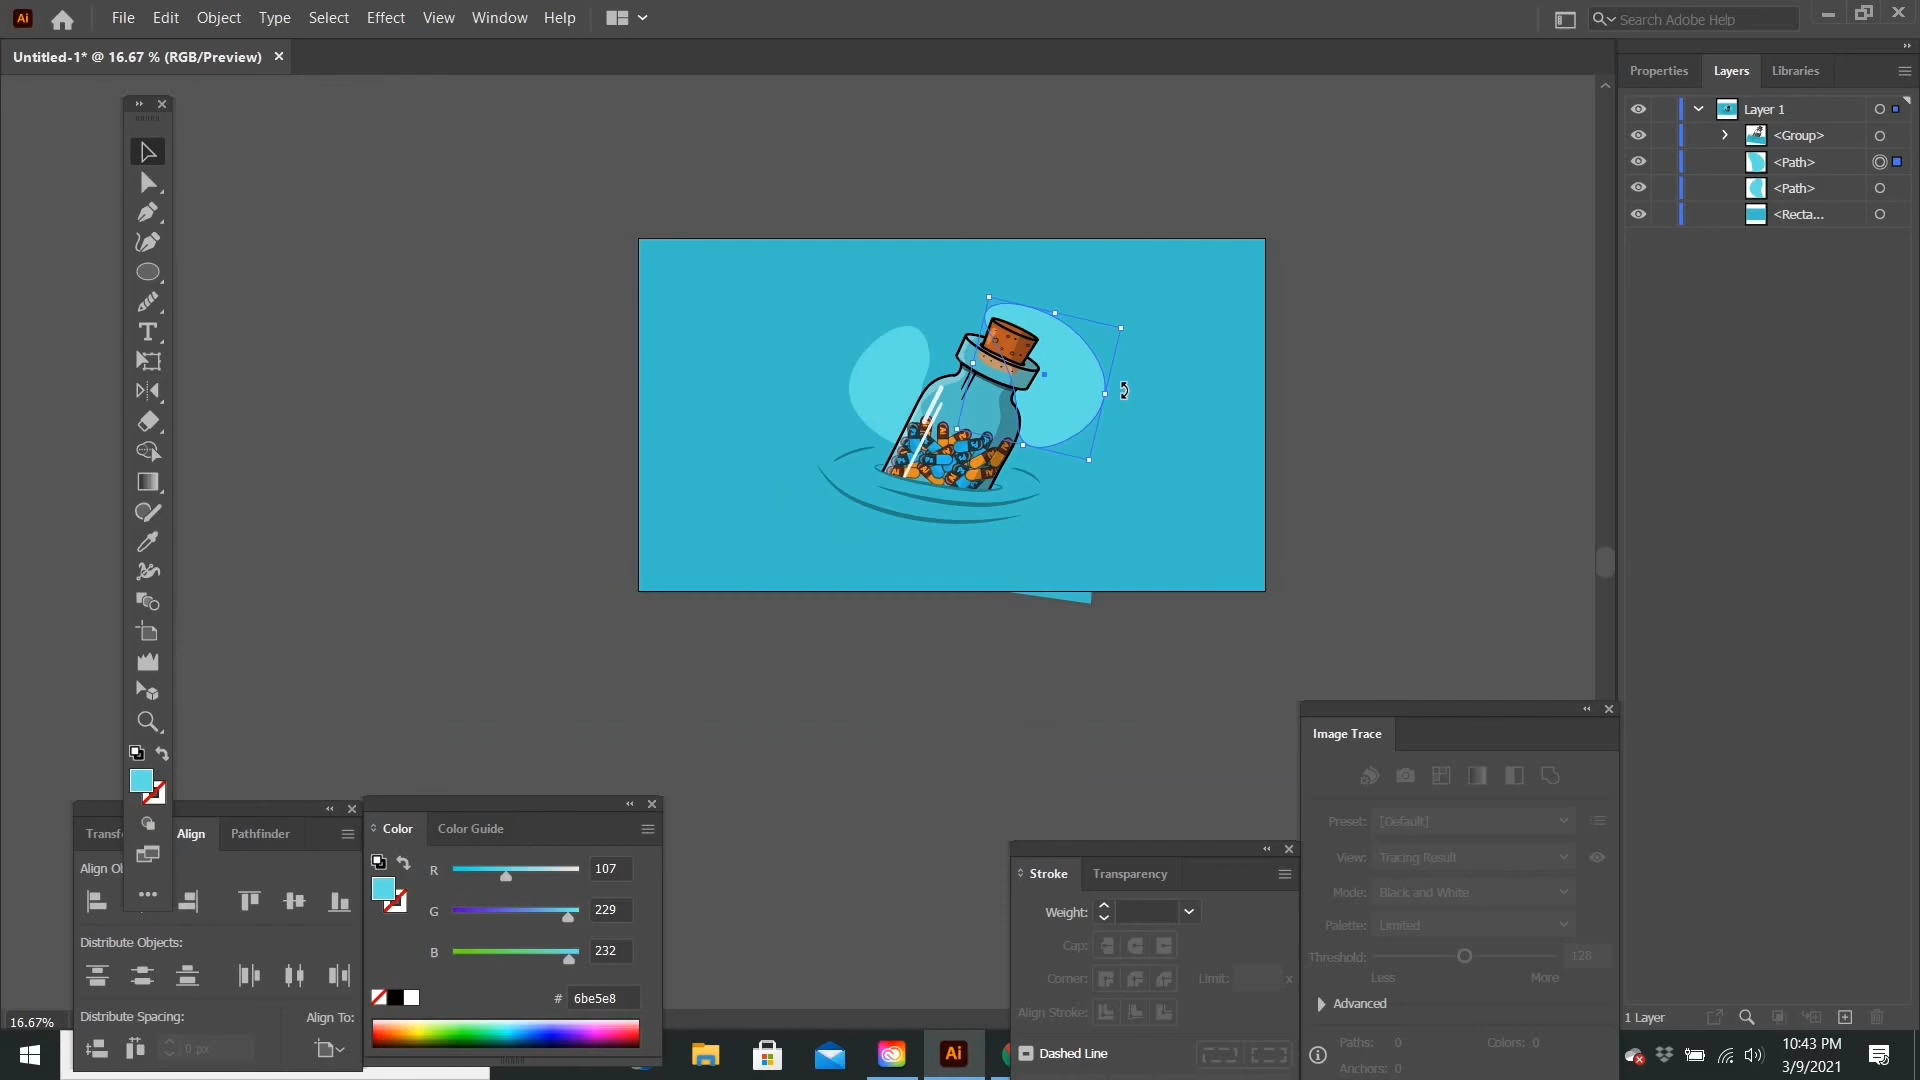 Ai File Edit Object Type Select Effect View Window Help Search Adobe Help
Untitled-1* @ 16.67 % (RGB/Preview)
Properties Layers Libraries
Layer 1
<Group>
<Path>
<Path>
<Recta...
T
Image Trace
Preset: [Default]
View: Tracing Result
Mode: Black and White
Palette: Limited
Threshold: 128
Less More
Advanced
Paths: 0 Colors: 0
Anchors: 0
Transf Align Pathfinder
Align Ob
Distribute Objects:
Distribute Spacing: Align To:
0 px
Color Color Guide
R 107
G 229
B 232
# 6be5e8
Stroke Transparency
Weight:
Cap:
Corner: Limit: x
Align Stroke:
Dashed Line
1 Layer
16.67%
Ai
10:43 PM
3/9/2021